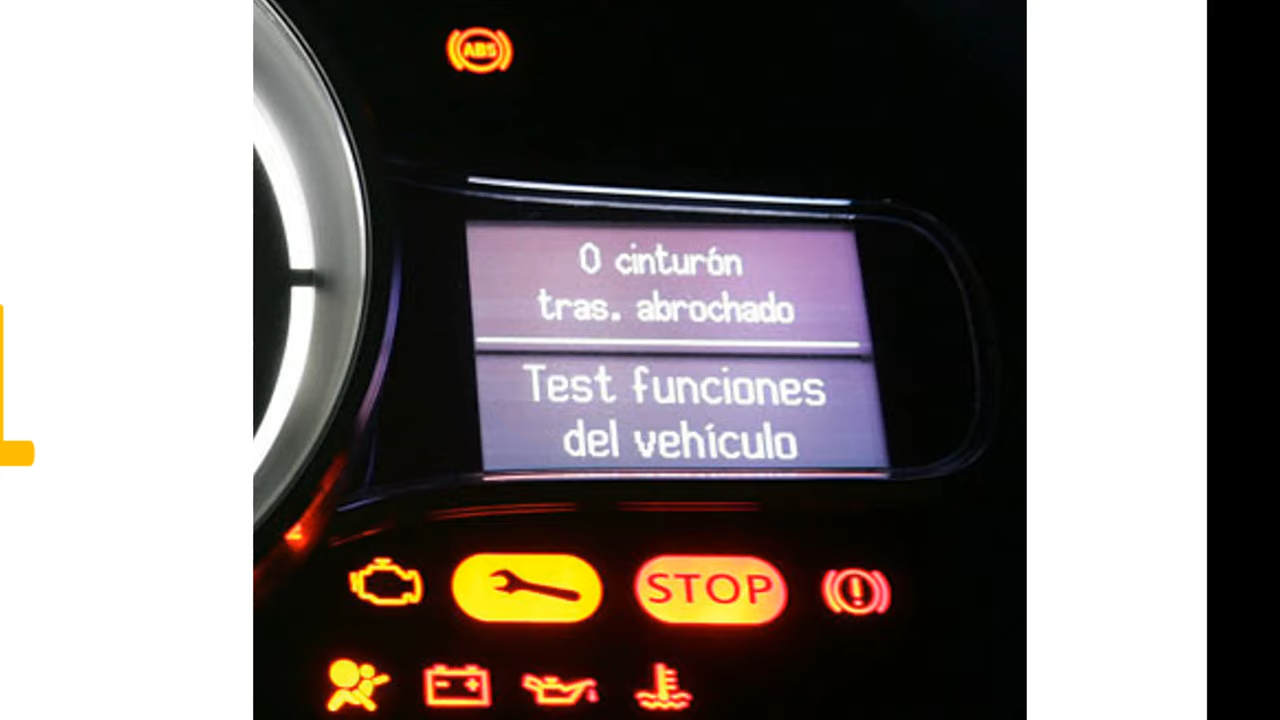 ABS
0 cinturón
tras. abrochado
Test funciones
del vehículo
STOP